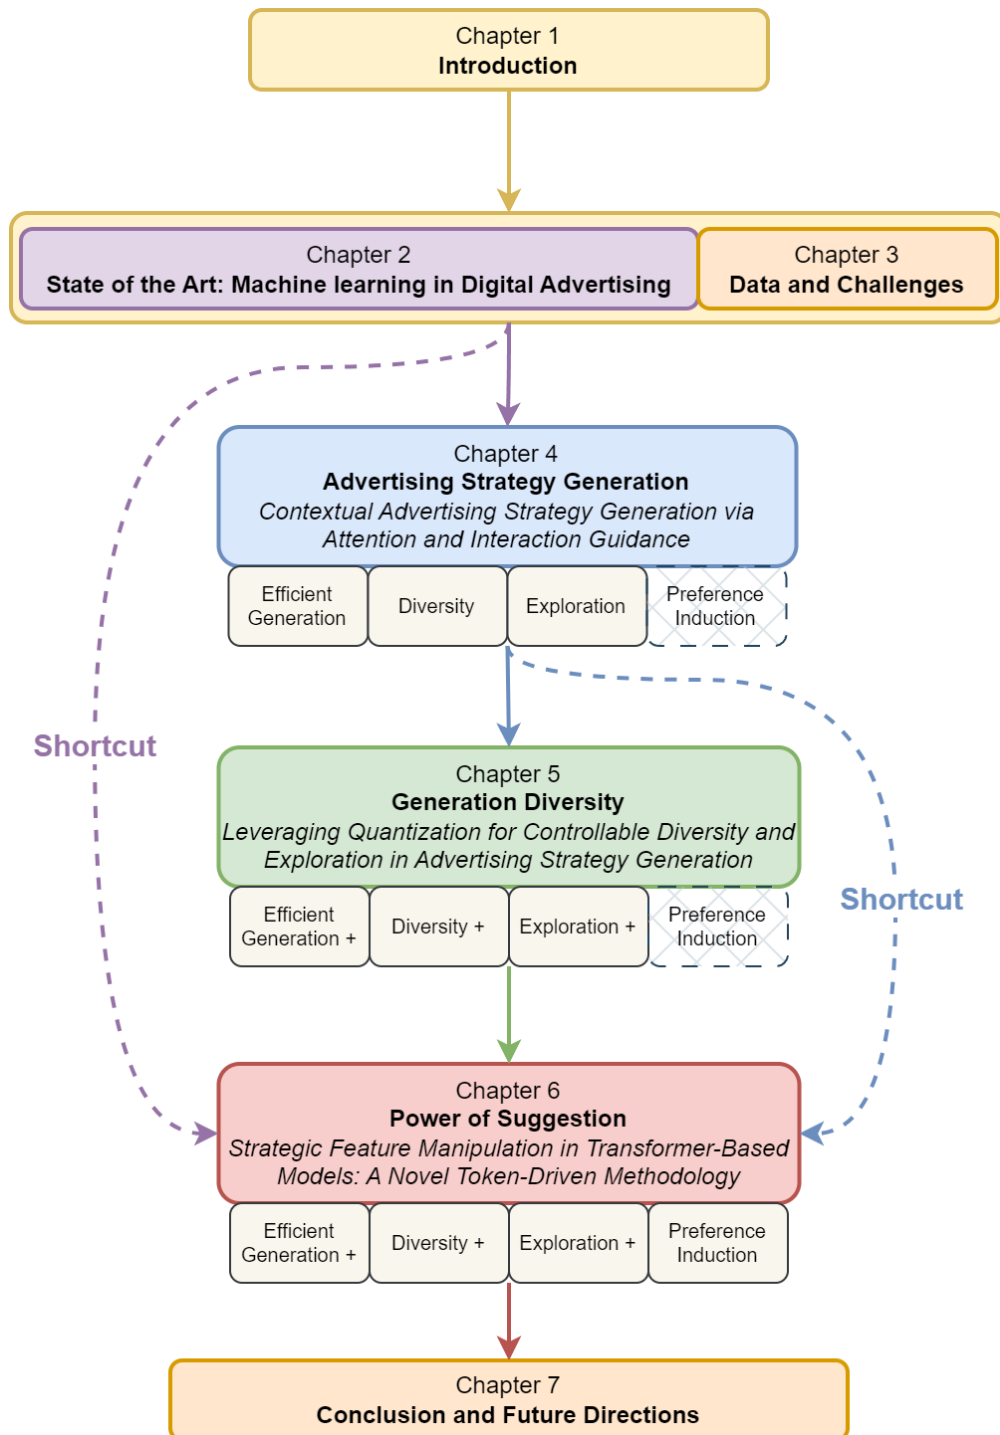 Chapter 1
Introduction
Chapter 2
State of the Art: Machine learning in Digital Advertising
Chapter 3
Data and Challenges
Chapter 4
Advertising Strategy Generation
Contextual Advertising Strategy Generation via
Attention and Interaction Guidance
Efficient
Generation
Diversity
Exploration
Preference
Induction
Shortcut
Chapter 5
Generation Diversity
Leveraging Quantization for Controllable Diversity and
Exploration in Advertising Strategy Generation
Shortcut
Efficient
Generation +
Diversity +
Exploration +
Preference
Induction
Chapter 6
Power of Suggestion
Strategic Feature Manipulation in Transformer-Based
Models: A Novel Token-Driven Methodology
Efficient
Generation +
Diversity +
Exploration +
Preference
Induction
Chapter 7
Conclusion and Future Directions